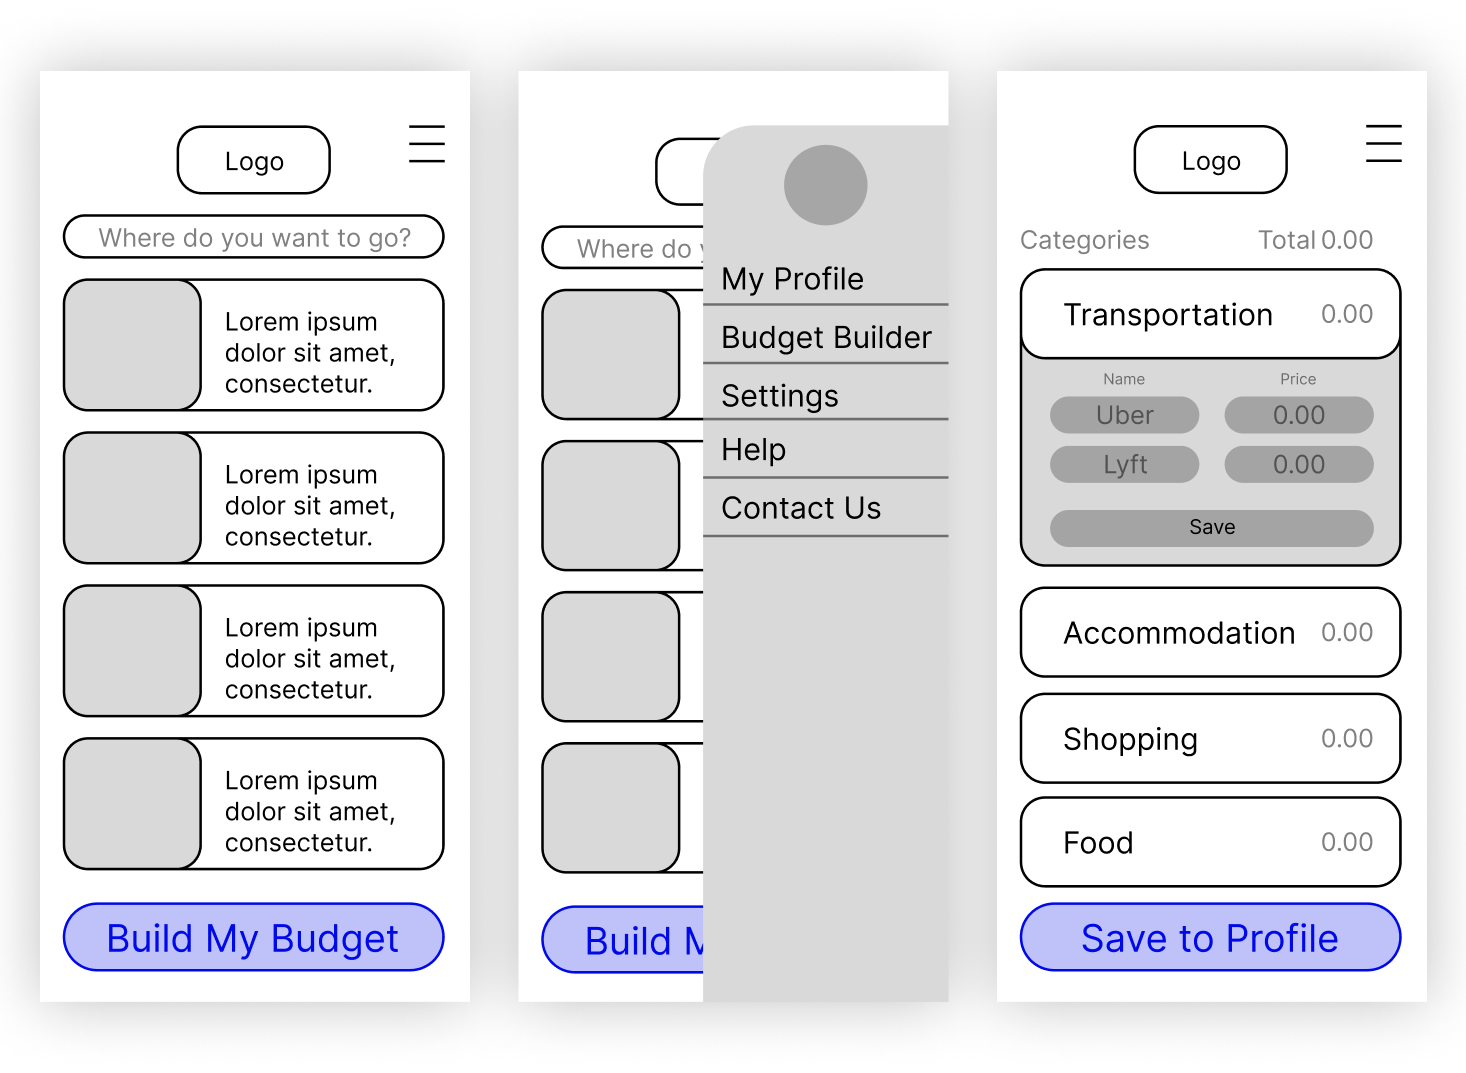 Logo
Where do you want to go?
Lorem ipsum
dolor sit amet,
consectetur.
Lorem ipsum
dolor sit amet,
consectetur.
Lorem ipsum
dolor sit amet,
consectetur.
Lorem ipsum
dolor sit amet,
consectetur.
Build My Budget
Where do
My Profile
Budget Builder
Settings
Help
Contact Us
Build M
Logo
Categories Total 0.00
Transportation 0.00
Name Price
Uber 0.00
Lyft 0.00
Save
Accommodation 0.00
Shopping 0.00
Food 0.00
Save to Profile